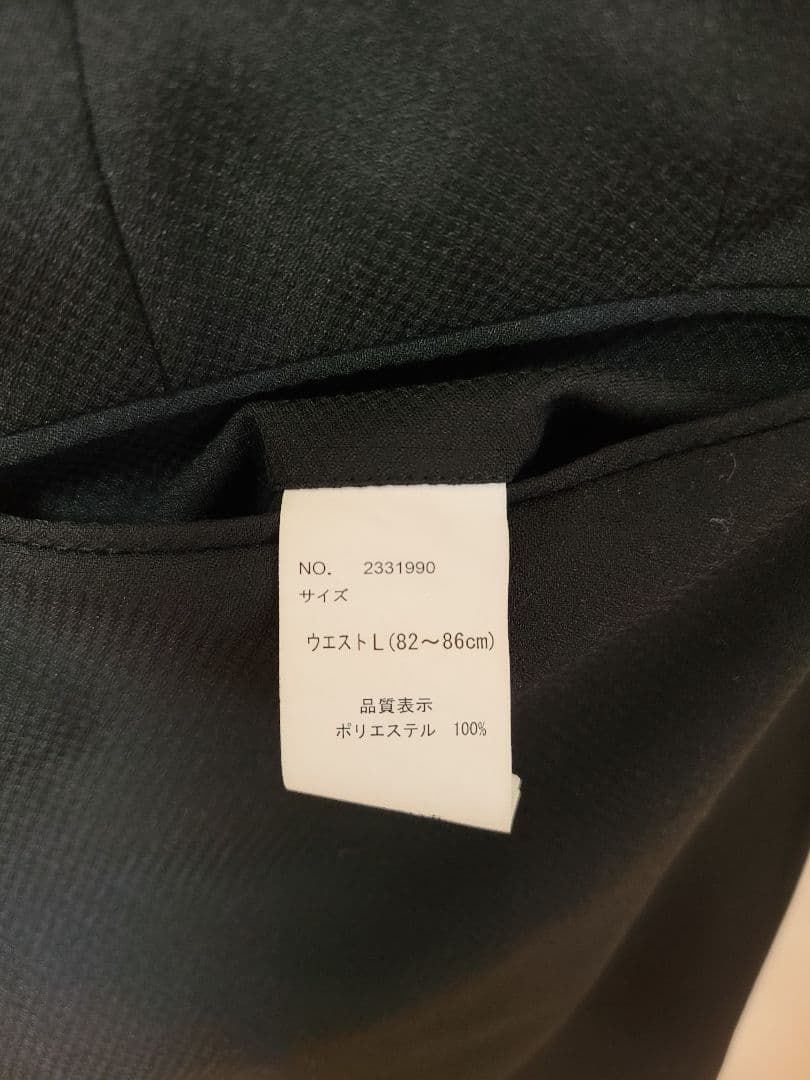 NO. 2331990
サイズ
ウエストL(82～86cm)
品質表示
ポリエステル 100%